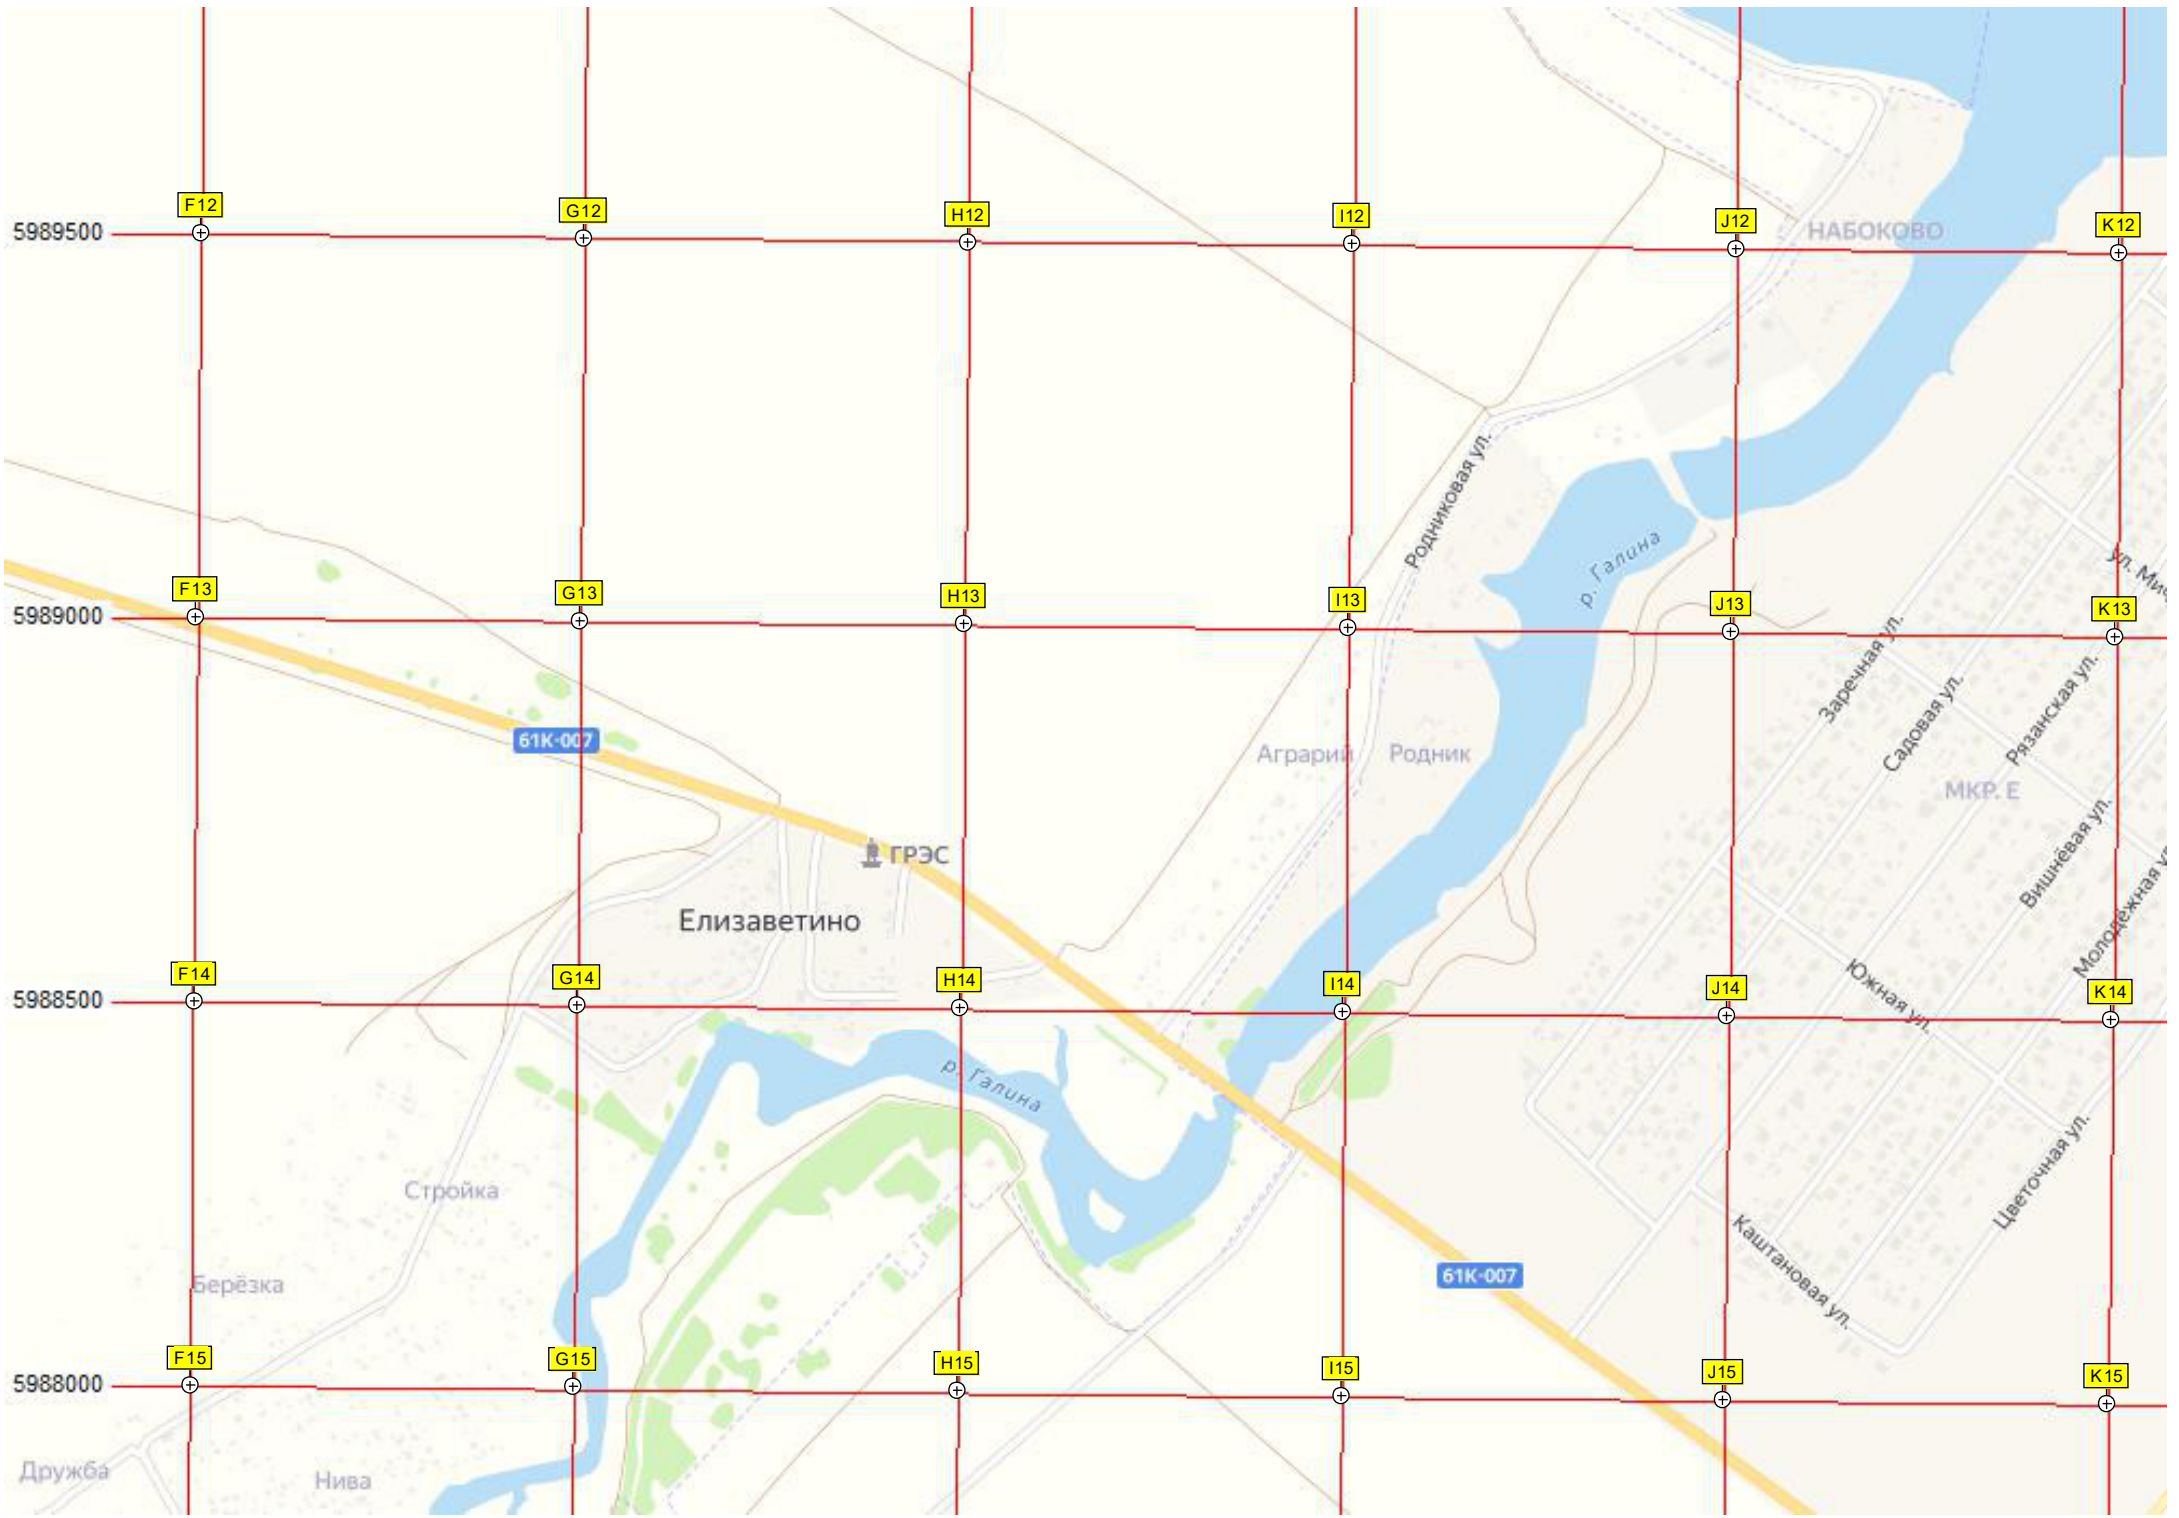 F12
G12
H12
I12
J12
K12
5989500
НАБОКОВО
Родниковая ул.
р. Галина
ул. Мич
F13
G13
H13
I13
J13
K13
5989000
61К-007
Аграрий
Родник
Заречная ул.
Садовая ул.
Рязанская ул.
МКР. Е
Вишнёвая ул.
Молодёжная ул.
ГРЭС
Елизаветино
F14
G14
H14
I14
J14
K14
5988500
Южная ул.
р. Галина
Стройка
Цветочная ул.
Каштановая ул.
61К-007
Берёзка
F15
G15
H15
I15
J15
K15
5988000
Дружба
Нива